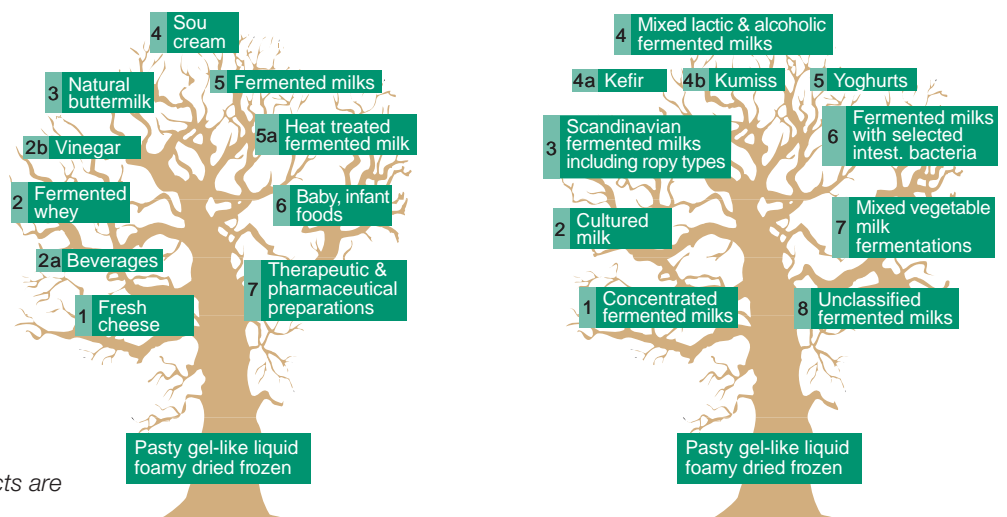 4 Sou
cream
3 Natural
buttermilk
5 Fermented milks
2b Vinegar
5a Heat treated
fermented milk
2 Fermented
whey
6 Baby, infant
foods
2a Beverages
7 Therapeutic &
pharmaceutical
preparations
1 Fresh
cheese
Pasty gel-like liquid
foamy dried frozen
cts are
4 Mixed lactic & alcoholic
fermented milks
4a Kefir
4b Kumiss
5 Yoghurts
3 Scandinavian
fermented milks
including ropy types
6 Fermented milks
with selected
intest. bacteria
2 Cultured
milk
7 Mixed vegetable
milk
fermentations
1 Concentrated
fermented milks
8 Unclassified
fermented milks
Pasty gel-like liquid
foamy dried frozen